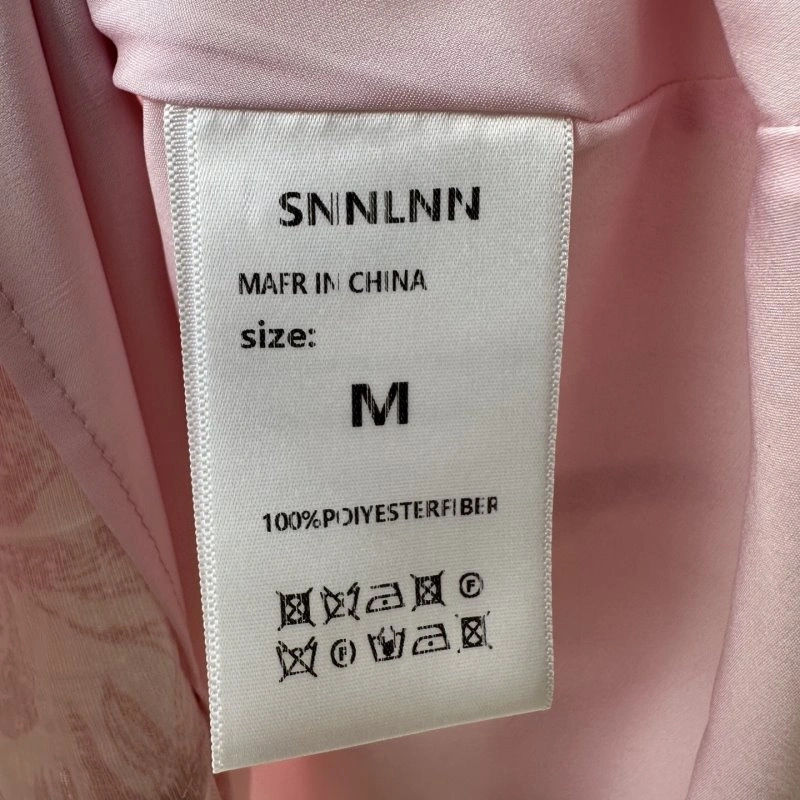 SNNLNN
MAFR IN CHINA
size:
M
100%POIYESTERFIBER
F
F